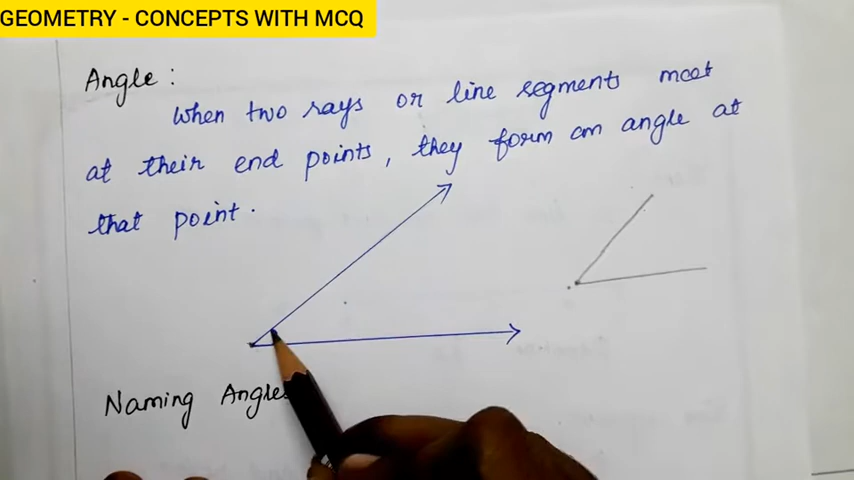 GEOMETRY - CONCEPTS WITH MCQ
Angle :
When two rays or line segments meet
at their end points, they form an angle at
that point.
Naming Angles